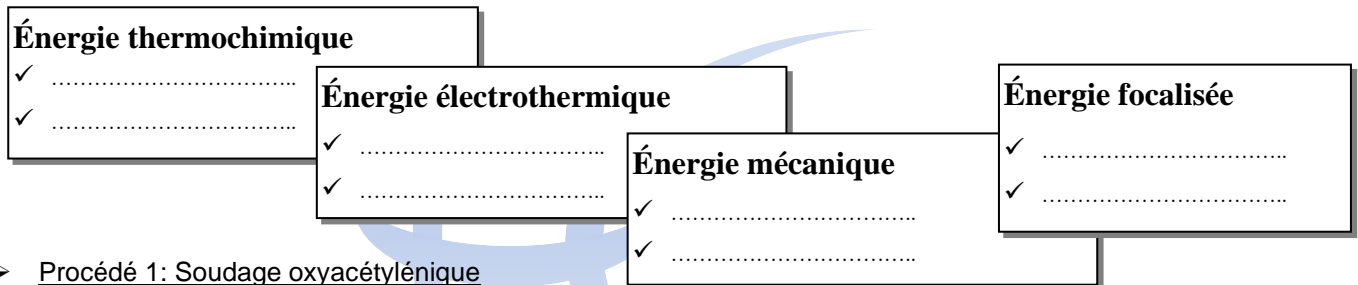 Énergie thermochimique
✓ ……………………………..
✓ ……………………………..
Énergie électrothermique
✓ ……………………………..
✓ ……………………………..
Énergie mécanique
✓ ……………………………..
✓ ……………………………..
Énergie focalisée
✓ ……………………………..
✓ ……………………………..
➢ Procédé 1: Soudage oxyacétylénique